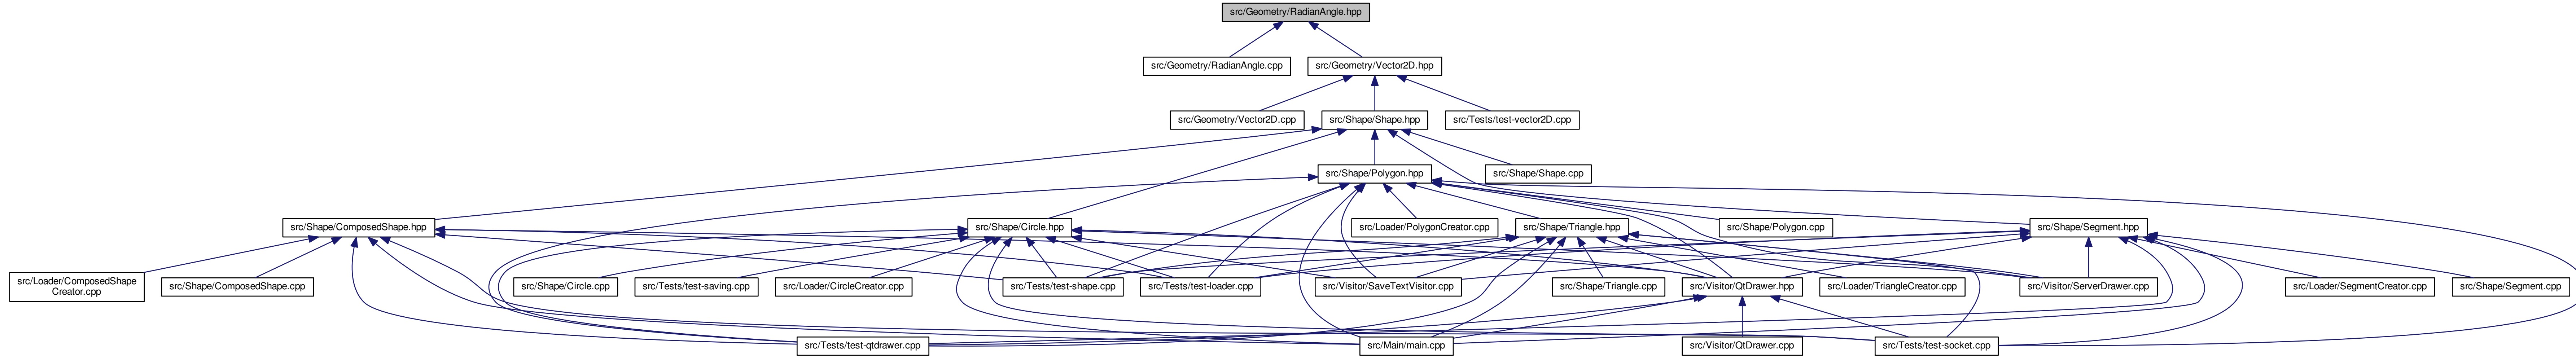 src/Geometry/RadianAngle.hpp
src/Geometry/RadianAngle.cpp
src/Geometry/Vector2D.hpp
src/Geometry/Vector2D.cpp
src/Shape/Shape.hpp
src/Tests/test-vector2D.cpp
src/Shape/Polygon.hpp
src/Shape/Shape.cpp
src/Shape/ComposedShape.hpp
src/Shape/Circle.hpp
src/Loader/PolygonCreator.cpp
src/Shape/Triangle.hpp
src/Shape/Polygon.cpp
src/Shape/Segment.hpp
src/Loader/ComposedShape
Creator.cpp
src/Shape/ComposedShape.cpp
src/Shape/Circle.cpp
src/Tests/test-saving.cpp
src/Loader/CircleCreator.cpp
src/Tests/test-shape.cpp
src/Tests/test-loader.cpp
src/Visitor/SaveTextVisitor.cpp
src/Shape/Triangle.cpp
src/Visitor/QtDrawer.hpp
src/Loader/TriangleCreator.cpp
src/Visitor/ServerDrawer.cpp
src/Loader/SegmentCreator.cpp
src/Shape/Segment.cpp
src/Tests/test-qtdrawer.cpp
src/Main/main.cpp
src/Visitor/QtDrawer.cpp
src/Tests/test-socket.cpp